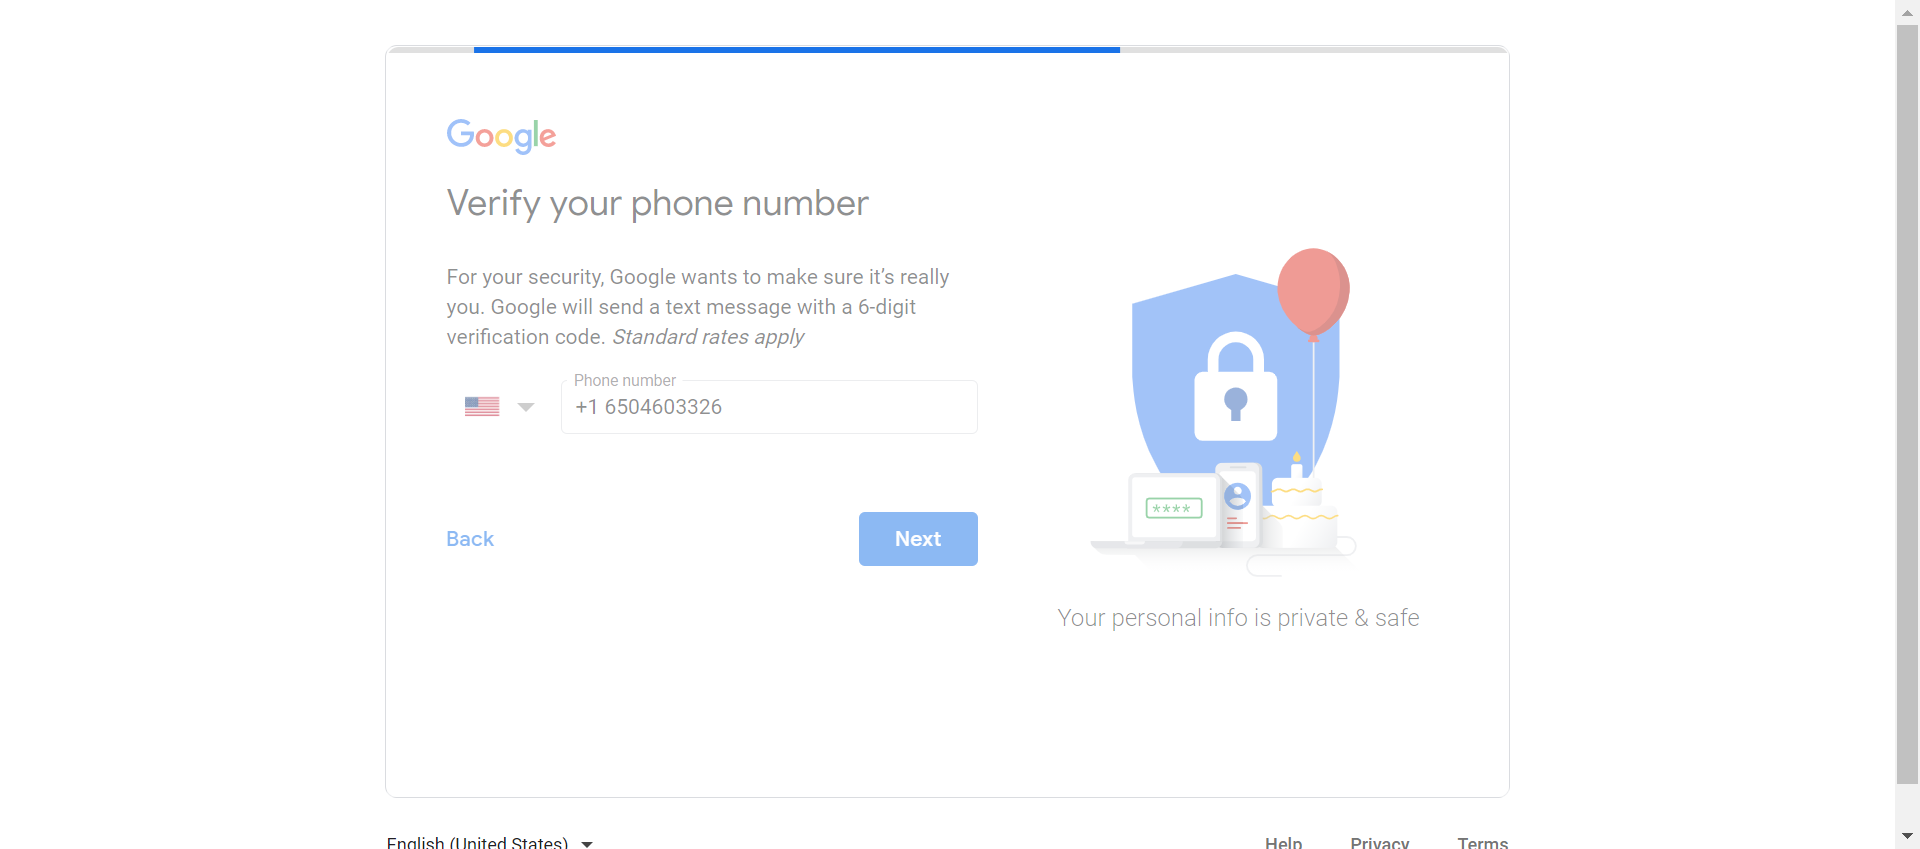 Google
Verify your phone number
For your security, Google wants to make sure it’s really
you. Google will send a text message with a 6-digit
verification code. Standard rates apply
Phone number
+1 6504603326
Back
Next
****
Your personal info is private & safe
English (United States)
Help
Privacy
Terms